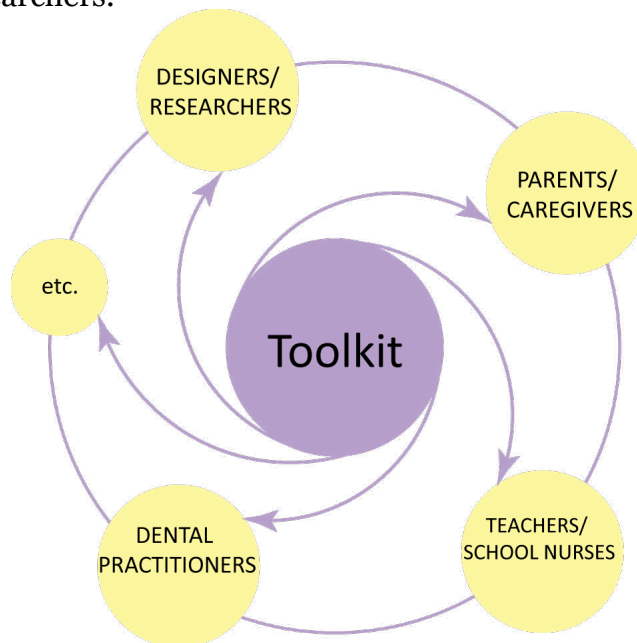 DESIGNERS/
RESEARCHERS
PARENTS/
CAREGIVERS
etc.
Toolkit
TEACHERS/
SCHOOL NURSES
DENTAL
PRACTITIONERS